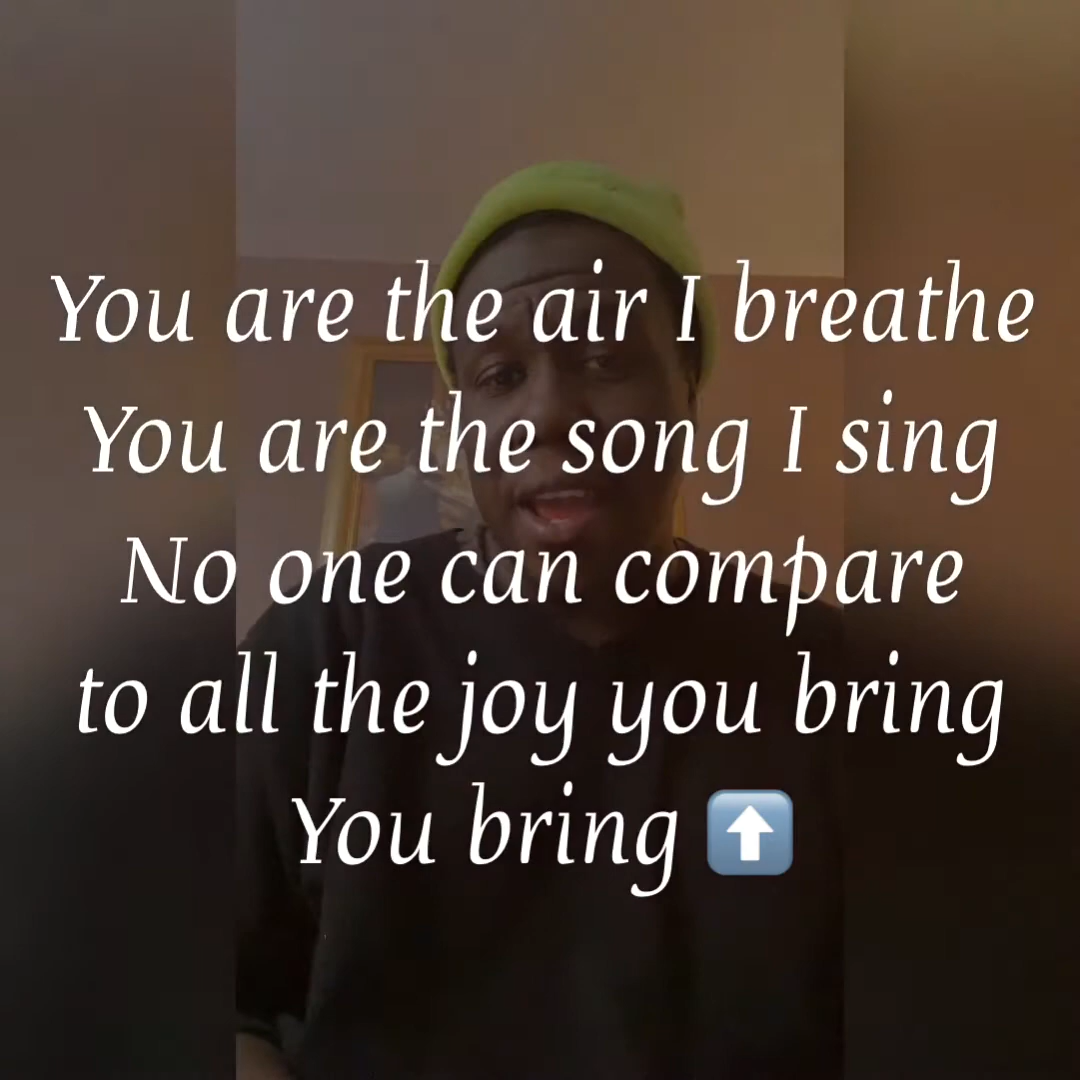 You are the air I breathe
You are the song I sing
No one can compare
to all the joy you bring
You bring ⬆️